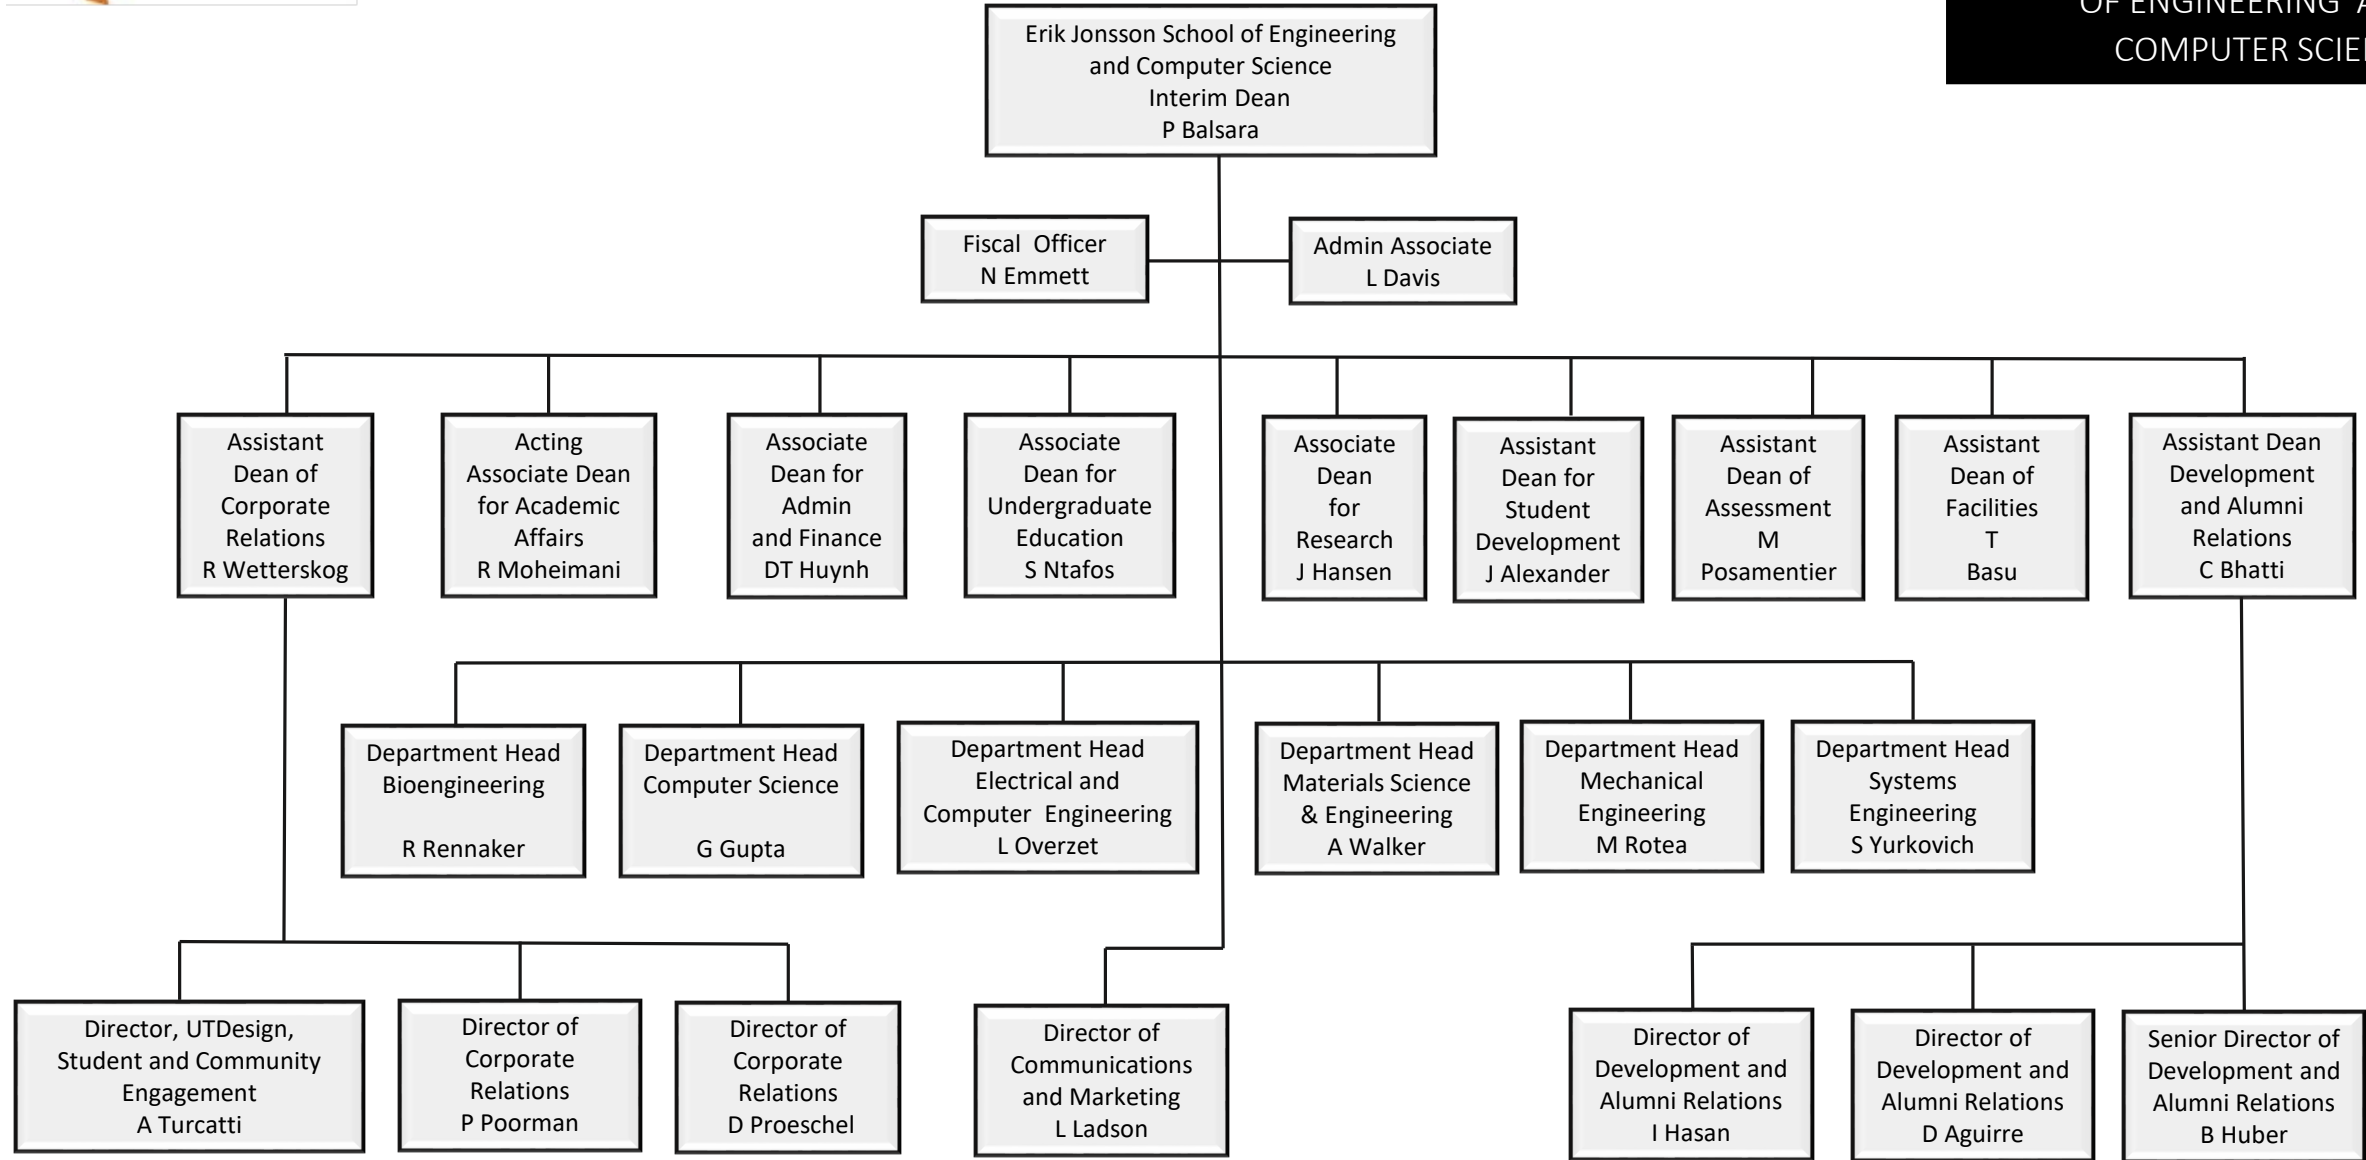 OF ENGINEERING
COMPUTER
Erik Jonsson School of Engineering
and Computer Science
Interim Dean
P Balsara
Fiscal Officer
N Emmett
Admin Associate
L Davis
Assistant
Dean of
Corporate
Relations
R Wetterskog
Acting
Associate Dean
for Academic
Affairs
R Moheimani
Associate
Dean for
Admin
and Finance
DT Huynh
Associate
Dean for
Undergraduate
Education
S Ntafos
Associate
Dean
for
Research
J Hansen
Assistant
Dean for
Student
Development
J Alexander
Assistant
Dean of
Assessment
M
Posamentier
Assistant
Dean of
Facilities
T
Basu
Assistant Dean
Development
and Alumni
Relations
C Bhatti
Department Head
Bioengineering
R Rennaker
Department Head
Computer Science
G Gupta
Department Head
Electrical and
Computer Engineering
L Overzet
Department Head
Materials Science
& Engineering
A Walker
Department Head
Mechanical
Engineering
M Rotea
Department Head
Systems
Engineering
S Yurkovich
Director, UTDesign,
Student and Community
Engagement
A Turcatti
Director of
Corporate
Relations
P Poorman
Director of
Corporate
Relations
D Proeschel
Director of
Communications
and Marketing
L Ladson
Director of
Development and
Alumni Relations
I Hasan
Director of
Development and
Alumni Relations
D Aguirre
Senior Director of
Development and
Alumni Relations
B Huber